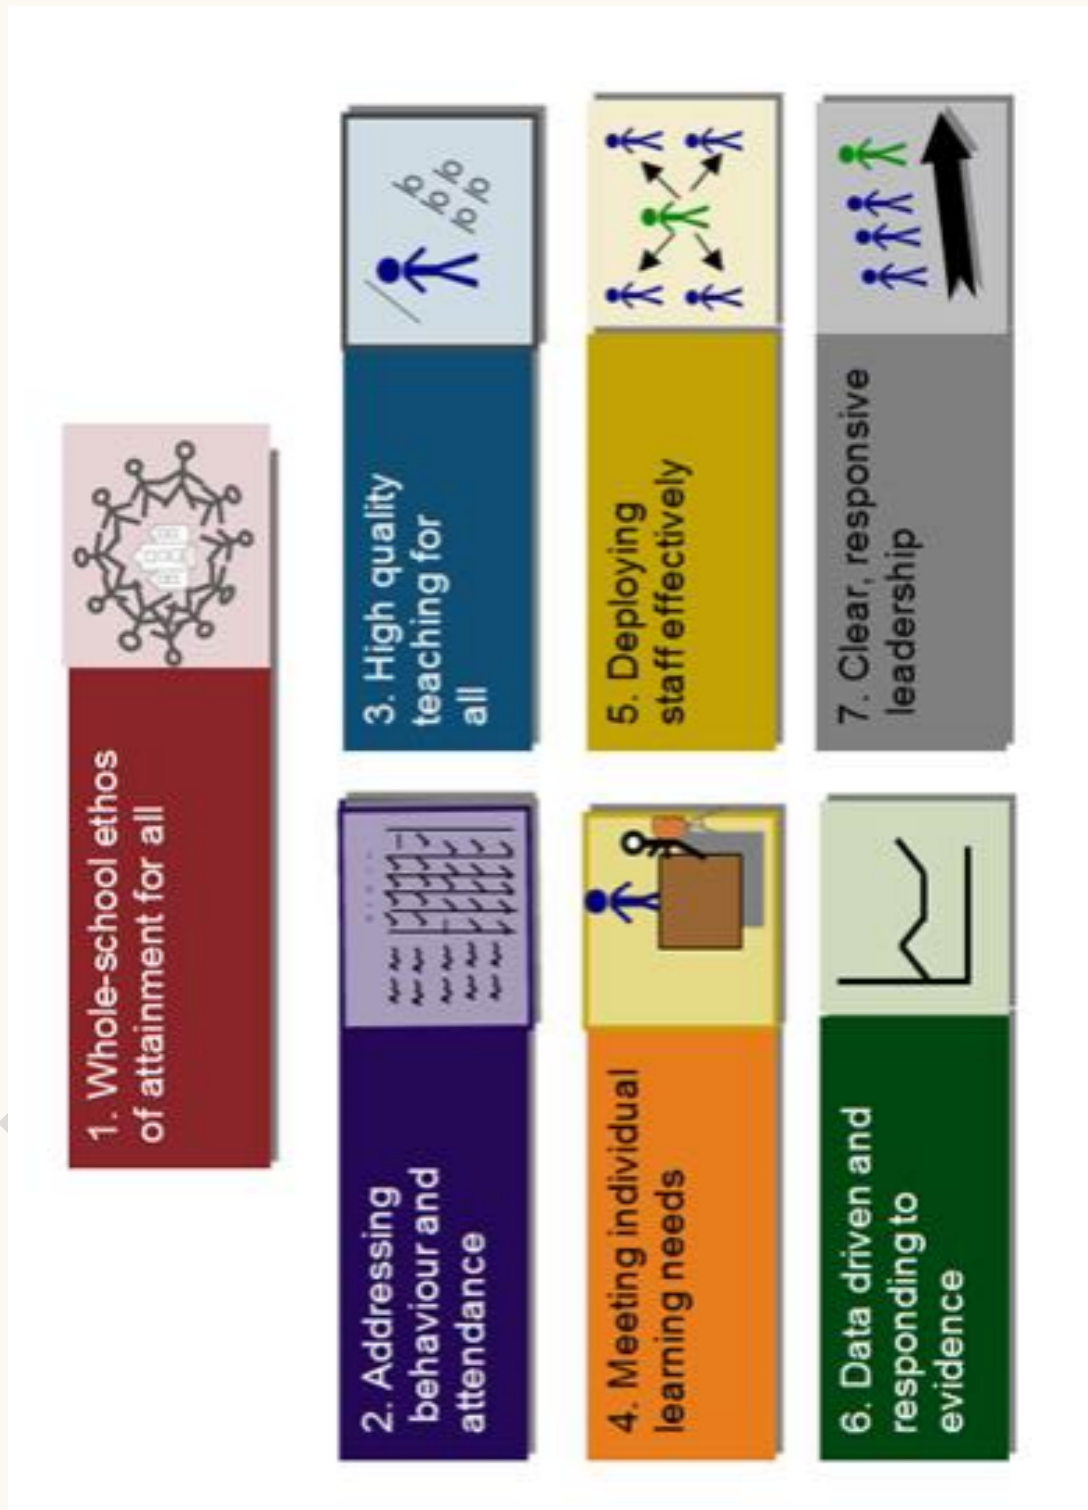 1. Whole-school ethos
of attainment for all
2. Addressing
behaviour and
attendance
3. High quality
teaching for
all
4. Meeting individual
learning needs
5. Deploying
staff effectively
6. Data driven and
responding to
evidence
7. Clear, responsive
leadership